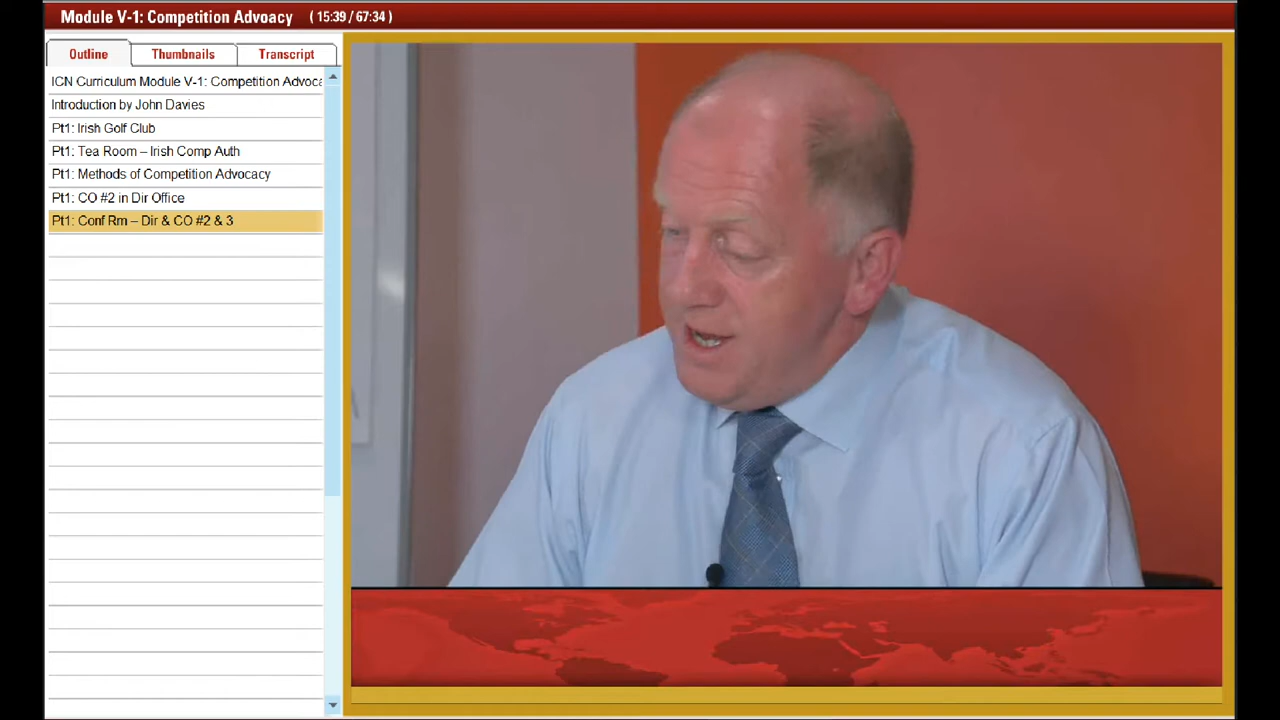 Module V-1: Competition Advoacy ( 15:39 / 67:34 )
Outline Thumbnails Transcript
ICN Curriculum Module V-1: Competition Advoca
Introduction by John Davies
Pt1: Irish Golf Club
Pt1: Tea Room – Irish Comp Auth
Pt1: Methods of Competition Advocacy
Pt1: CO #2 in Dir Office
Pt1: Conf Rm – Dir & CO #2 & 3